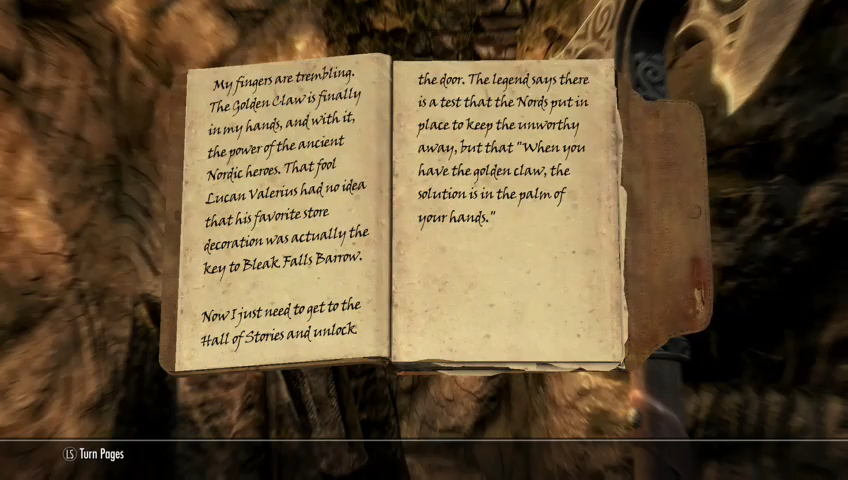 My fingers are trembling.
The Golden Claw is finally
in my hands, and with it,
the power of the ancient
Nordic heroes. That fool
Lucan Valerius had no idea
that his favorite store
decoration was actually the
key to Bleak Falls Barrow.
Now I just need to get to the
Hall of Stories and unlock
the door. The legend says there
is a test that the Nords put in
place to keep the unworthy
away, but that "When you
have the golden claw, the
solution is in the palm of
your hands."
LS Turn Pages